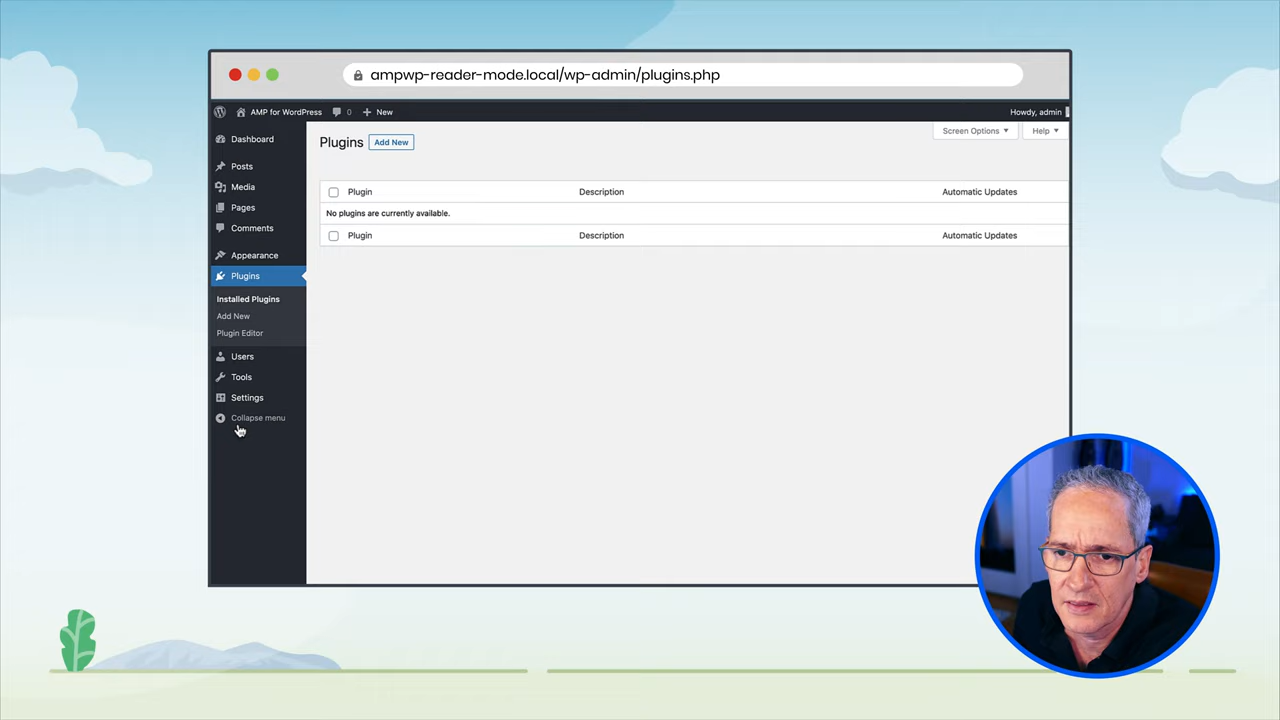 ampwp-reader-mode.local/wp-admin/plugins.php
AMP for WordPress 0 New Howdy, admin
Dashboard
Posts
Media
Pages
Comments
Appearance
Plugins
Installed Plugins
Add New
Plugin Editor
Users
Tools
Settings
Collapse menu
Screen Options Help
Plugins Add New
Plugin Description Automatic Updates
No plugins are currently available.
Plugin Description Automatic Updates